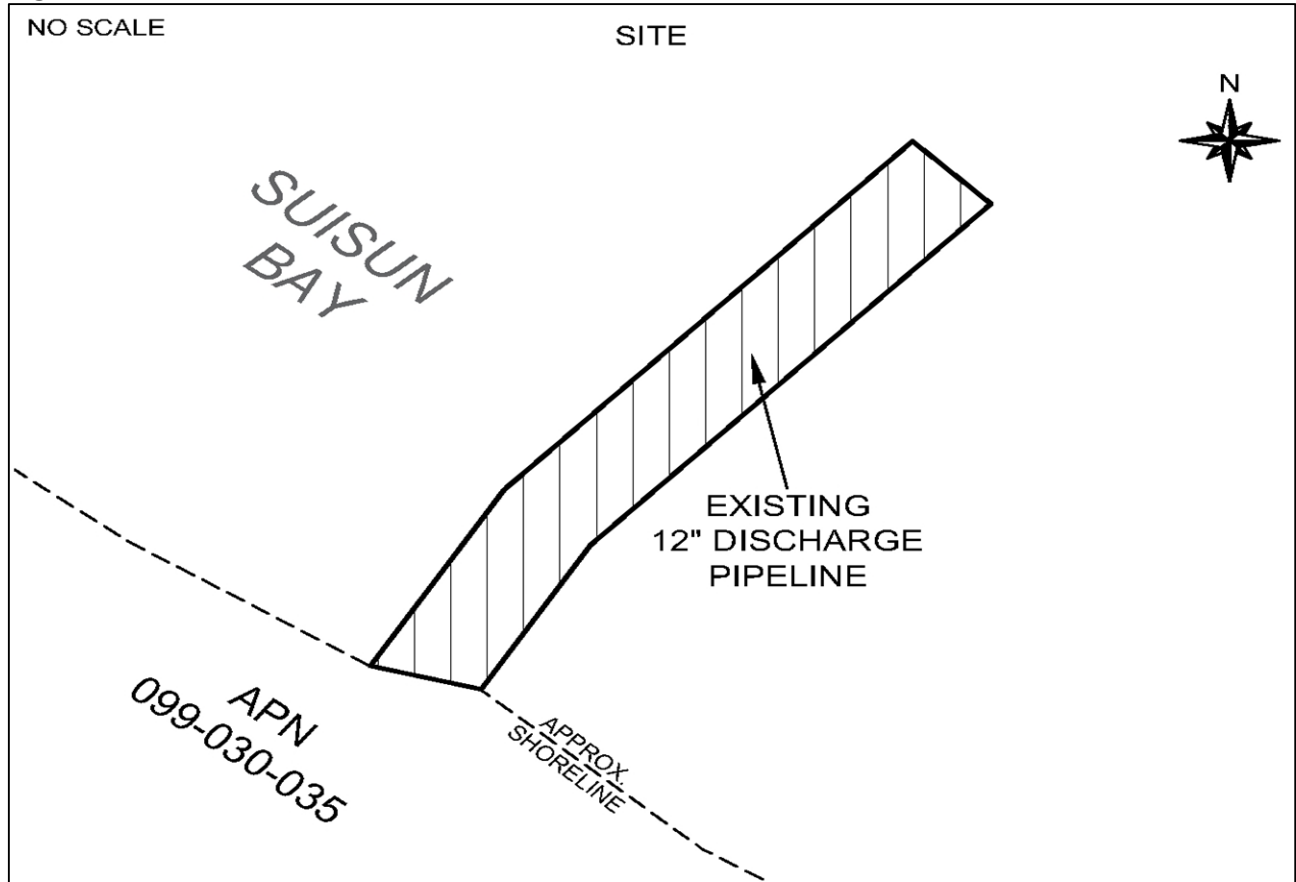 NO SCALE
SITE
N
SUISUN
BAY
EXISTING
12" DISCHARGE
PIPELINE
APN
099-030-035
APPROX.
SHORELINE